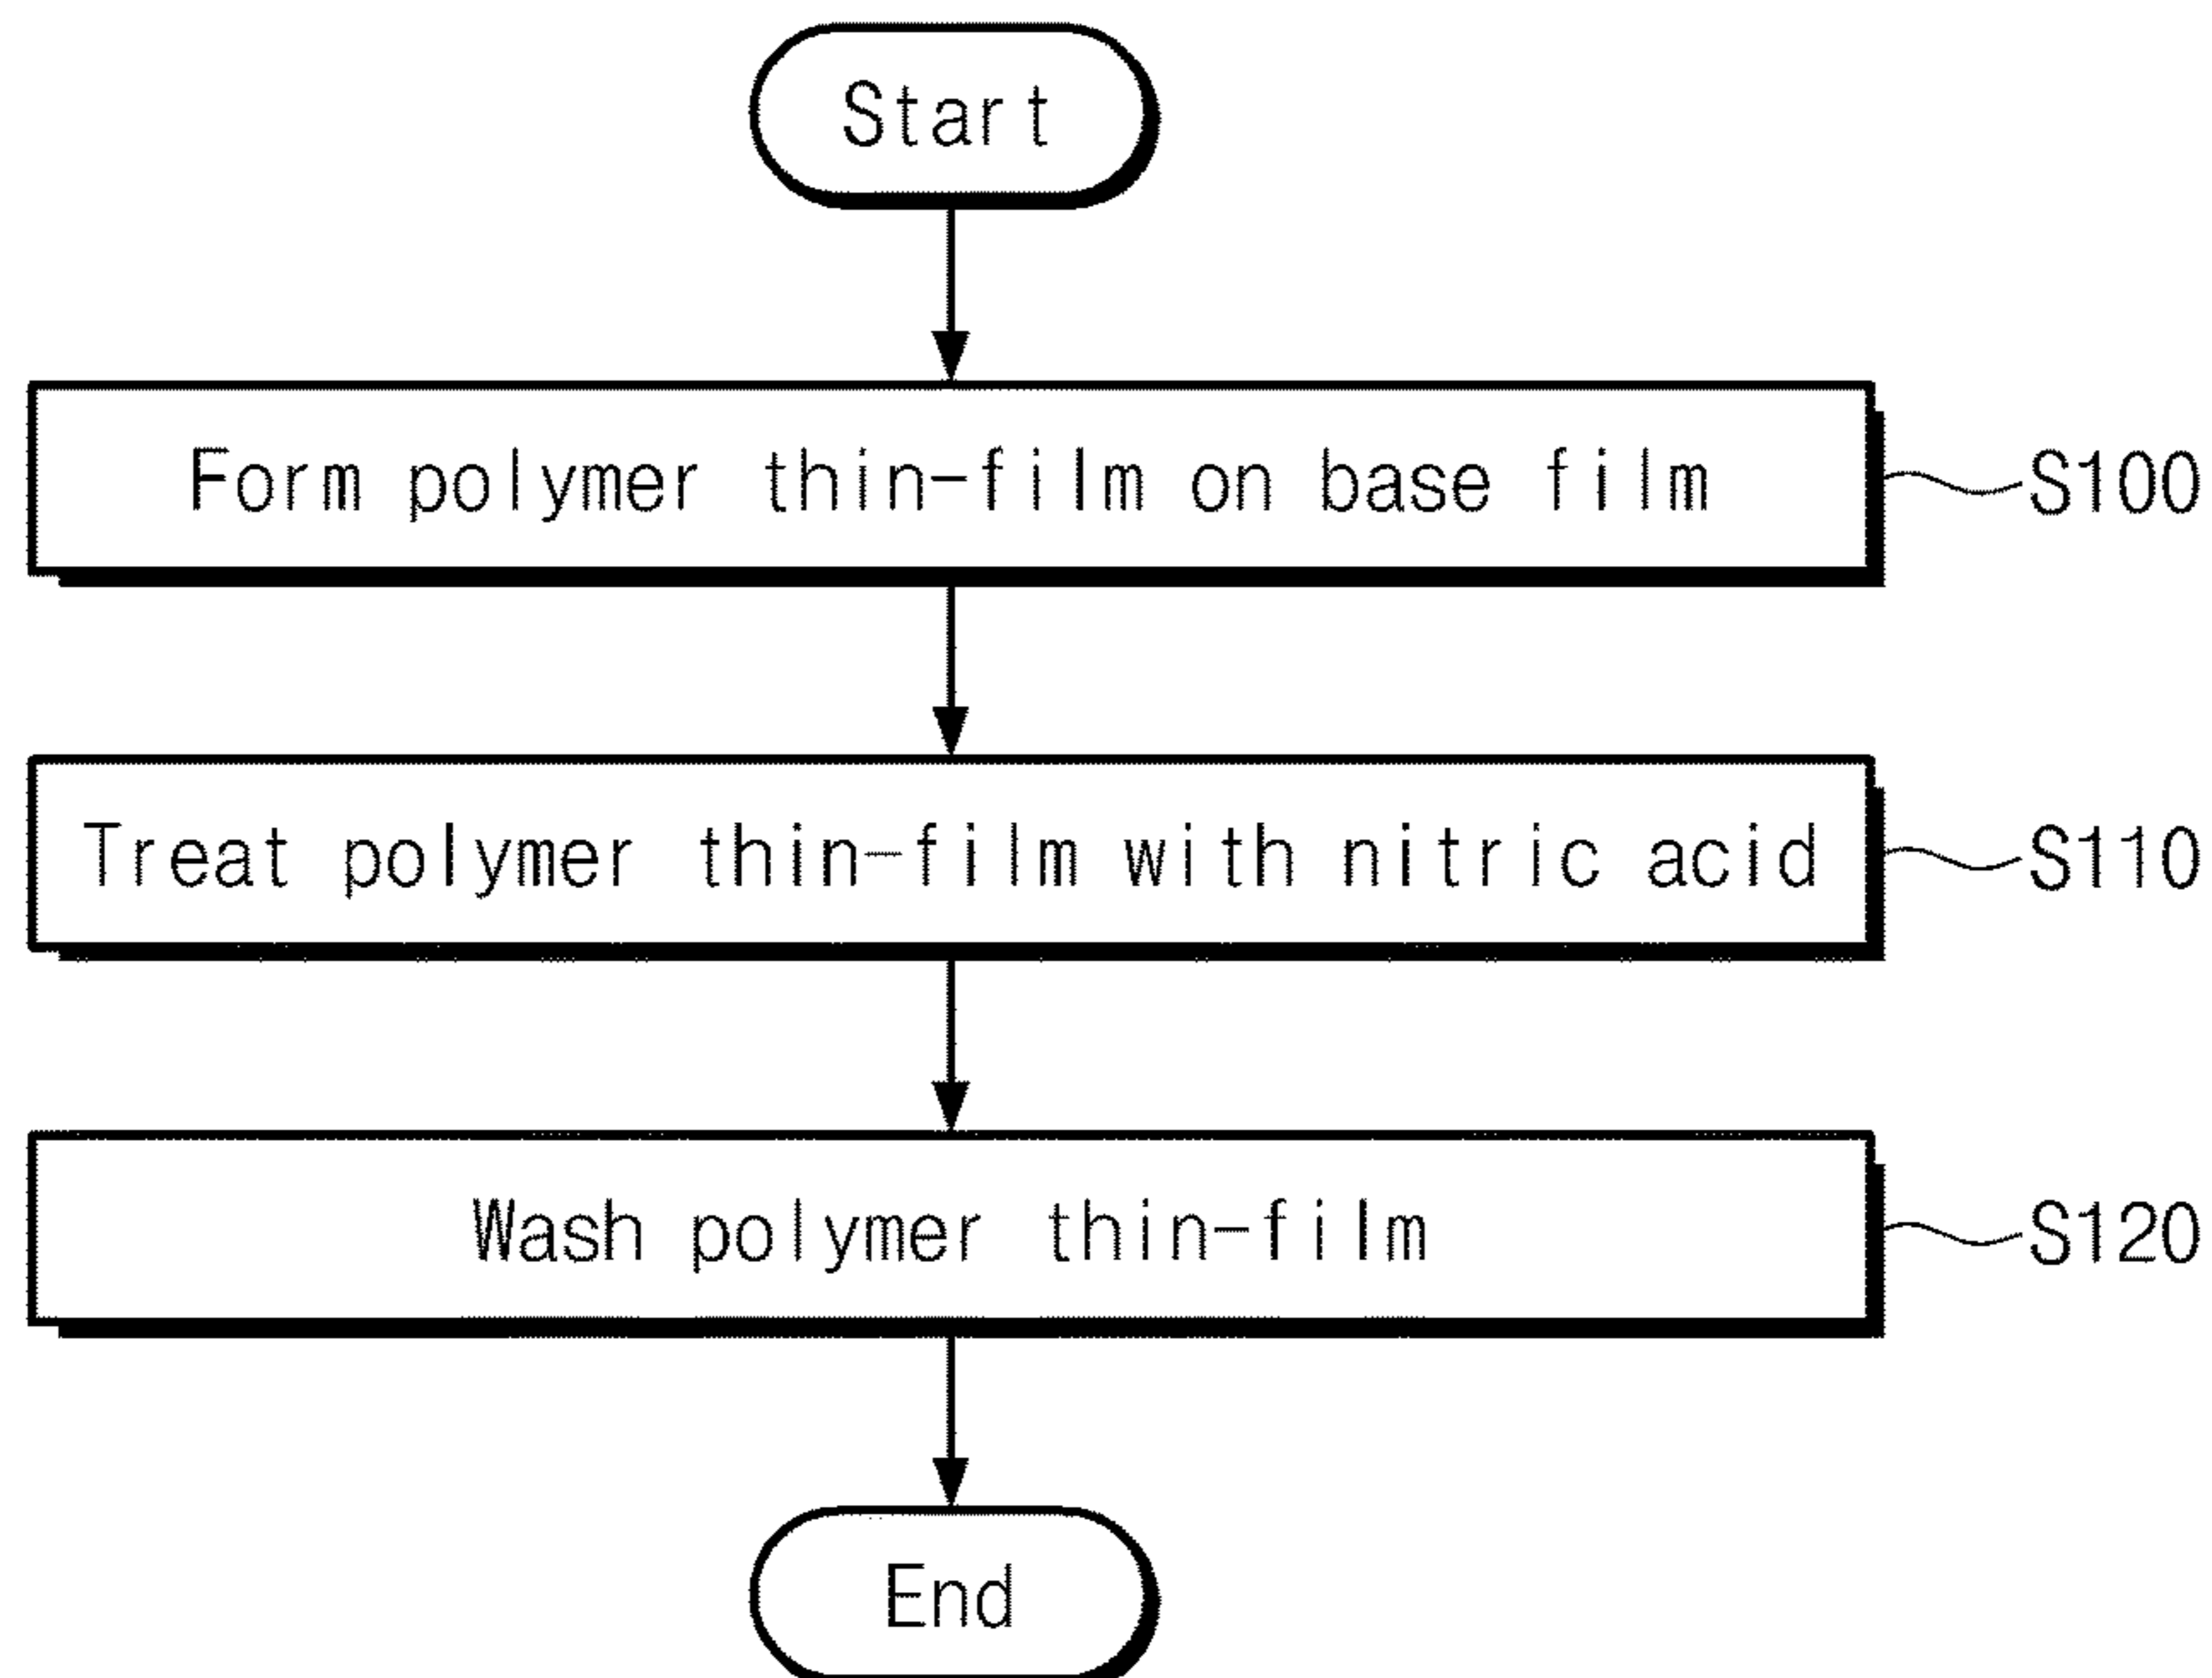 Start
Form polymer thin-film on base film
S100
Treat polymer thin-film with nitric acid
S110
Wash polymer thin-film
S120
End